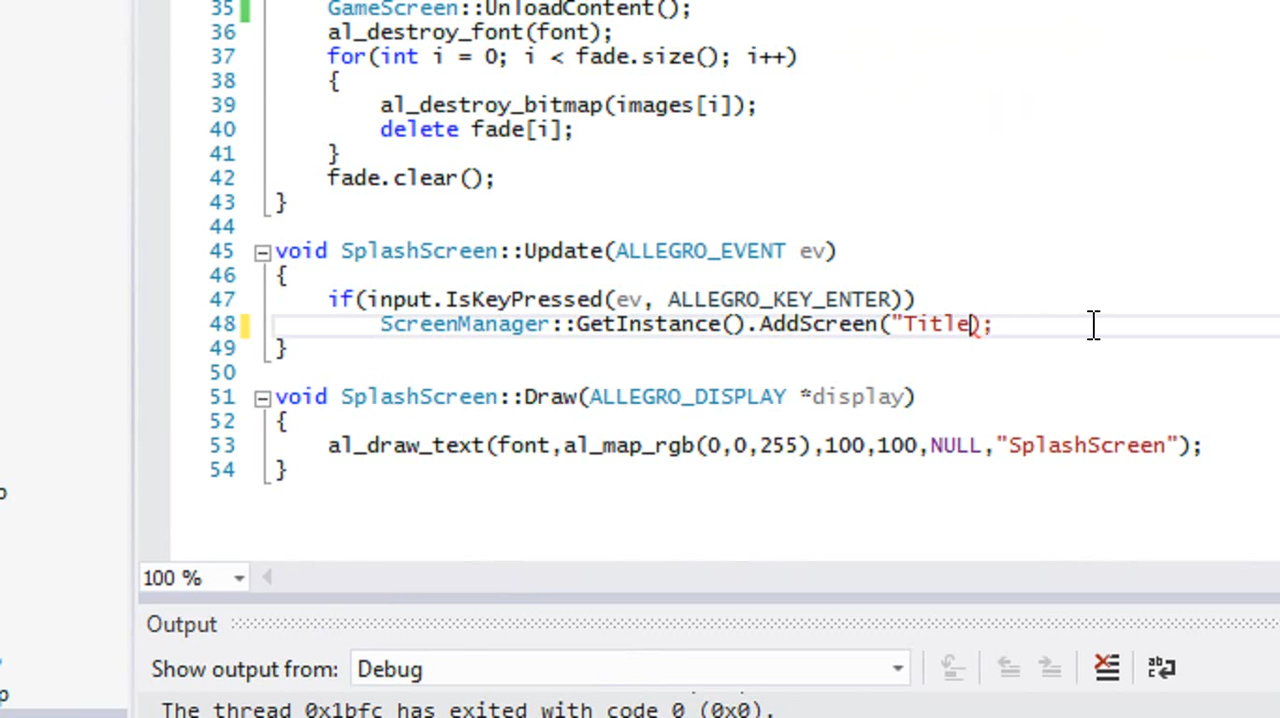 35 GameScreen::UnloadContent();
36 al_destroy_font(font);
37 for(int i = 0; i < fade.size(); i++)
38 {
39 al_destroy_bitmap(images[i]);
40 delete fade[i];
41 }
42 fade.clear();
43 }
44
45 void SplashScreen::Update(ALLEGRO_EVENT ev)
46 {
47 if(input.IsKeyPressed(ev, ALLEGRO_KEY_ENTER))
48 ScreenManager::GetInstance().AddScreen("Title);
49 }
50
51 void SplashScreen::Draw(ALLEGRO_DISPLAY *display)
52 {
53 al_draw_text(font,al_map_rgb(0,0,255),100,100,NULL,"SplashScreen");
54 }
100 %
Output
Show output from: Debug
The thread 0x1bfc has exited with code 0 (0x0).